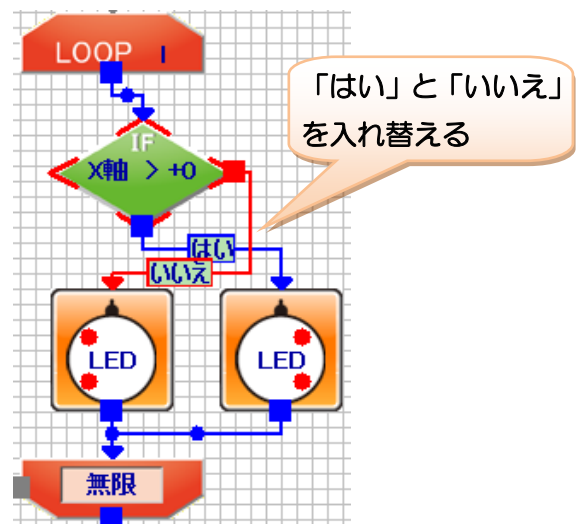 LOOP 1
「はい」と「いいえ」
を入れ替える
IF
X軸 > +0
はい
いいえ
LED
LED
無限